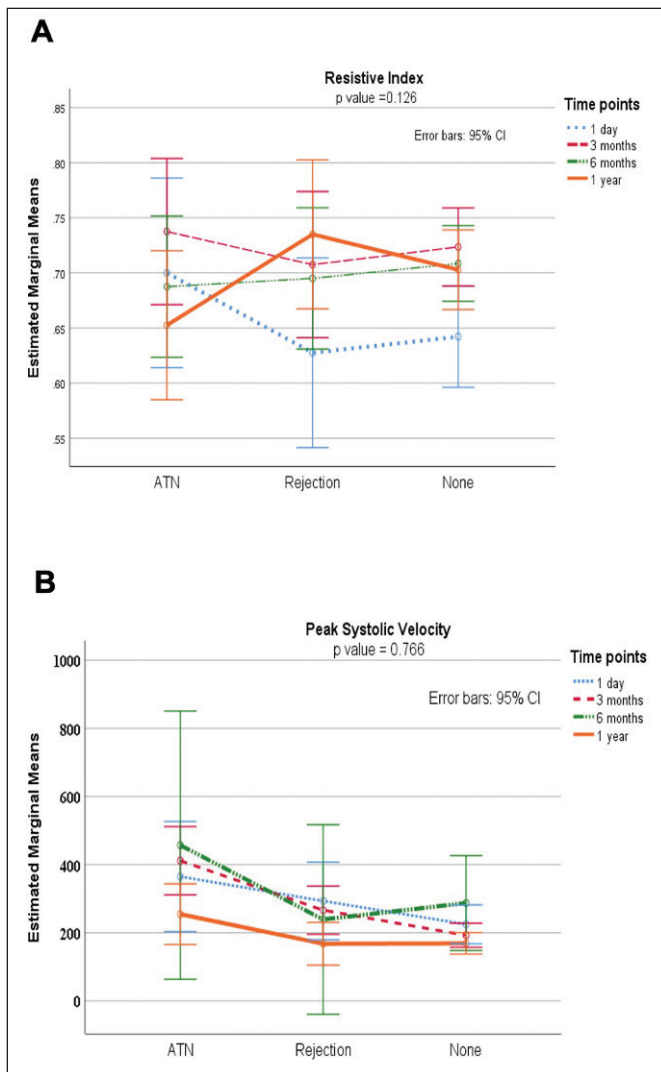 A
Resistive Index
p value =0.126
Time points
Error bars: 95% CI
1 day
3 months
6 months
1 year
Estimated Marginal Means
.85
.80
.75
.70
.65
.60
.55
ATN Rejection None
B
Peak Systolic Velocity
p value = 0.766
Time points
Error bars: 95% CI
1 day
3 months
6 months
1 year
Estimated Marginal Means
1000
800
600
400
200
0
ATN Rejection None